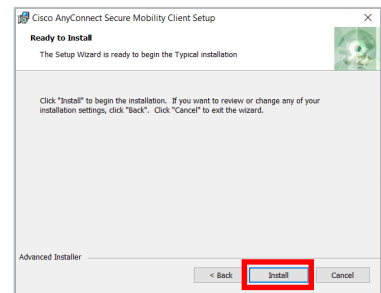 Cisco AnyConnect Secure Mobility Client Setup
Ready to Install
The Setup Wizard is ready to begin the Typical installation
Click "Install" to begin the installation. If you want to review or change any of your
installation settings, click "Back". Click "Cancel" to exit the wizard.
Advanced Installer
< Back Install Cancel